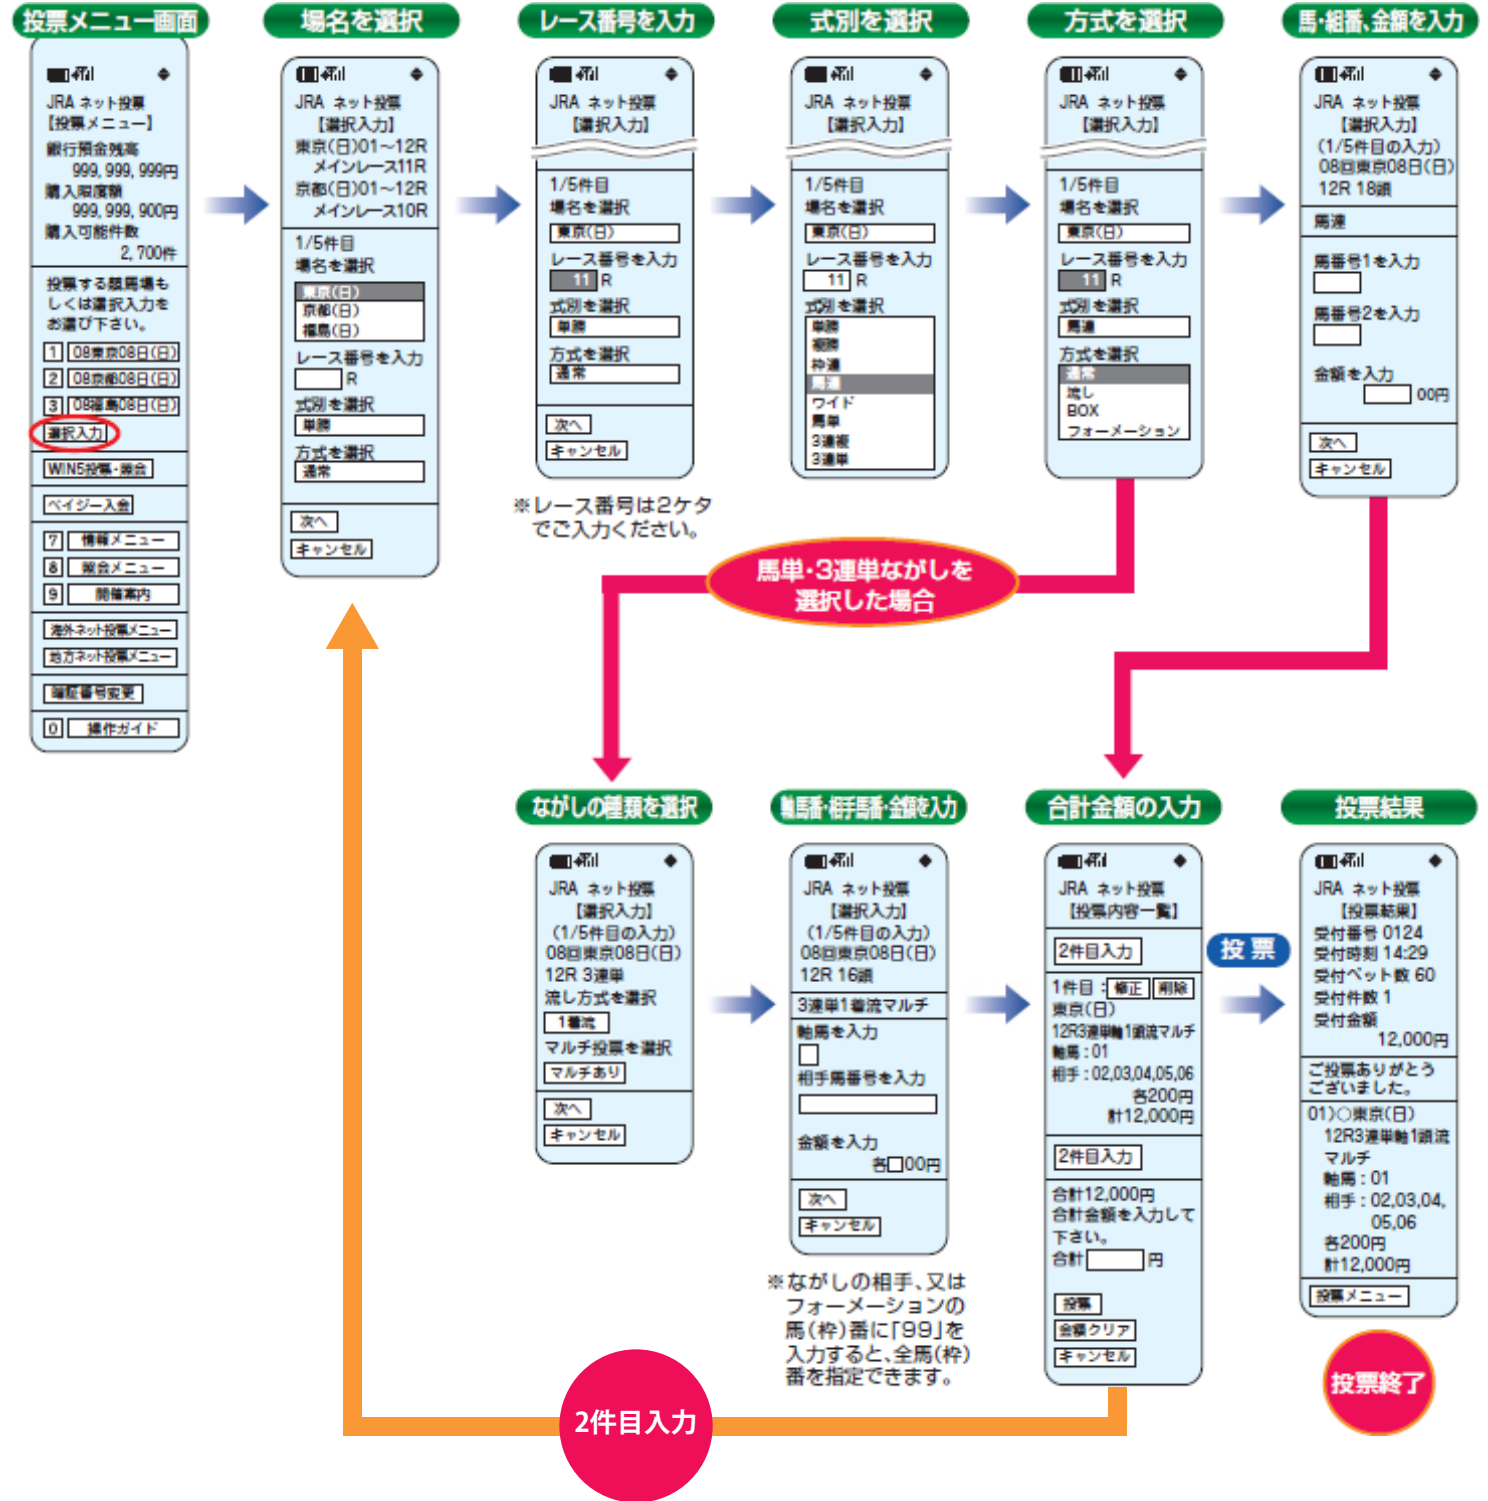 投票メニュー画面
JRA ネット投票
【投票メニュー】
銀行預金残高
999,999,999円
購入限度額
999,999,900円
購入可能件数
2,700件
投票する競馬場も
しくは選択入力を
お選び下さい。
1 08東京08日(日)
2 08京都08日(日)
3 08福島08日(日)
選択入力
WIN5投票・照会
ペイジー入金
7 情報メニュー
8 照会メニュー
9 開催案内
海外ネット投票メニュー
地方ネット投票メニュー
暗証番号変更
0 操作ガイド
場名を選択
JRA ネット投票
【選択入力】
東京(日)01~12R
メインレース11R
京都(日)01~12R
メインレース10R
1/5件目
場名を選択
東京(日)
京都(日)
福島(日)
レース番号を入力
R
式別を選択
単勝
方式を選択
通常
次へ
キャンセル
レース番号を入力
JRA ネット投票
【選択入力】
1/5件目
場名を選択
東京(日)
レース番号を入力
11 R
式別を選択
単勝
方式を選択
通常
次へ
キャンセル
※レース番号は2ケタ
でご入力ください。
式別を選択
JRA ネット投票
【選択入力】
1/5件目
場名を選択
東京(日)
レース番号を入力
11 R
式別を選択
単勝
複勝
枠連
馬連
ワイド
馬単
3連複
3連単
方式を選択
JRA ネット投票
【選択入力】
1/5件目
場名を選択
東京(日)
レース番号を入力
11 R
式別を選択
馬連
方式を選択
通常
流し
BOX
フォーメーション
馬・組番、金額を入力
JRA ネット投票
【選択入力】
(1/5件目の入力)
08回東京08日(日)
12R 18頭
馬連
馬番号1を入力
馬番号2を入力
金額を入力
00円
次へ
キャンセル
馬単・3連単ながしを
選択した場合
ながしの種類を選択
JRA ネット投票
【選択入力】
(1/5件目の入力)
08回東京08日(日)
12R 3連単
流し方式を選択
1着流
マルチ投票を選択
マルチあり
次へ
キャンセル
軸馬番・相手馬番・金額を入力
JRA ネット投票
【選択入力】
(1/5件目の入力)
08回東京08日(日)
12R 16頭
3連単1着流マルチ
軸馬を入力
相手馬番号を入力
金額を入力
各□00円
次へ
キャンセル
※ながしの相手、又は
フォーメーションの
馬(枠)番に「99」を
入力すると、全馬(枠)
番を指定できます。
合計金額の入力
JRA ネット投票
【投票内容一覧】
2件目入力
1件目:修正 削除
東京(日)
12R3連単軸1頭流マルチ
軸馬:01
相手:02,03,04,05,06
各200円
計12,000円
2件目入力
合計12,000円
合計金額を入力して
下さい。
合計 円
投票
金額クリア
キャンセル
投票
投票結果
JRA ネット投票
【投票結果】
受付番号 0124
受付時刻 14:29
受付ベット数 60
受付件数 1
受付金額
12,000円
ご投票ありがとう
ございました。
01)○東京(日)
12R3連単軸1頭流
マルチ
軸馬:01
相手:02,03,04,
05,06
各200円
計12,000円
投票メニュー
投票終了
2件目入力